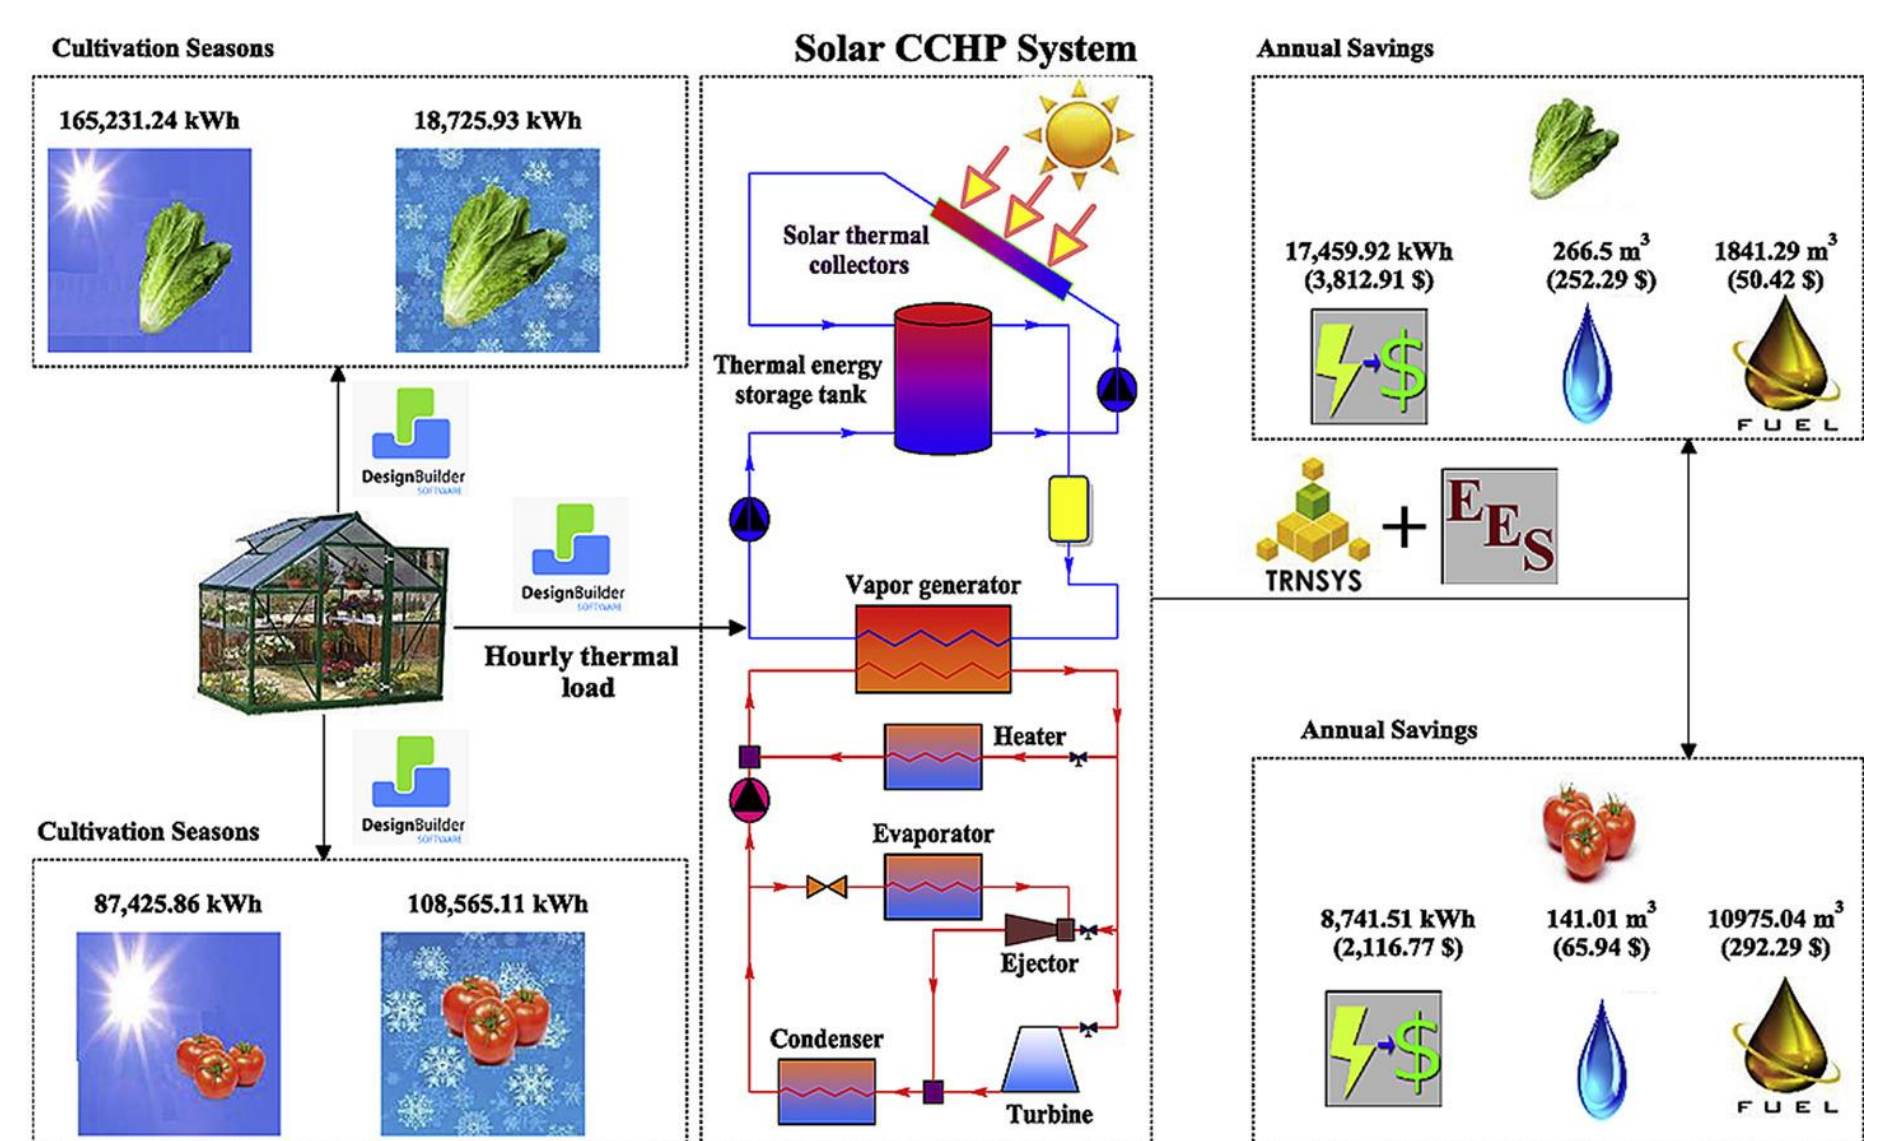 Cultivation Seasons
165,231.24 kWh
18,725.93 kWh
DesignBuilder
SOFTWARE
DesignBuilder
SOFTWARE
Hourly thermal
load
DesignBuilder
SOFTWARE
Cultivation Seasons
87,425.86 kWh
108,565.11 kWh
Solar CCHP System
Solar thermal
collectors
Thermal energy
storage tank
Vapor generator
Heater
Evaporator
Ejector
Condenser
Turbine
Annual Savings
17,459.92 kWh
(3,812.91 $)
266.5 m³
(252.29 $)
1841.29 m³
(50.42 $)
$
FUEL
TRNSYS
+
EES
Annual Savings
8,741.51 kWh
(2,116.77 $)
141.01 m³
(65.94 $)
10975.04 m³
(292.29 $)
$
FUEL